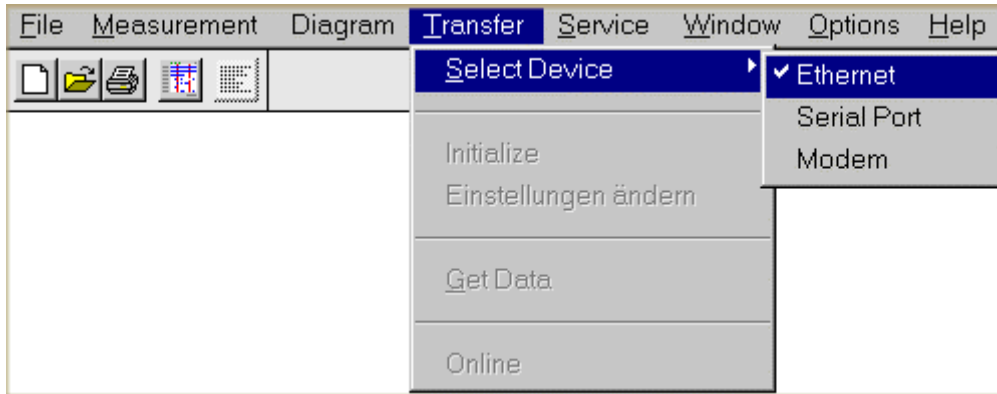 File Measurement Diagram Transfer Service Window Options Help
Select Device
Ethernet
Serial Port
Modem
Initialize
Einstellungen ändern
Get Data
Online